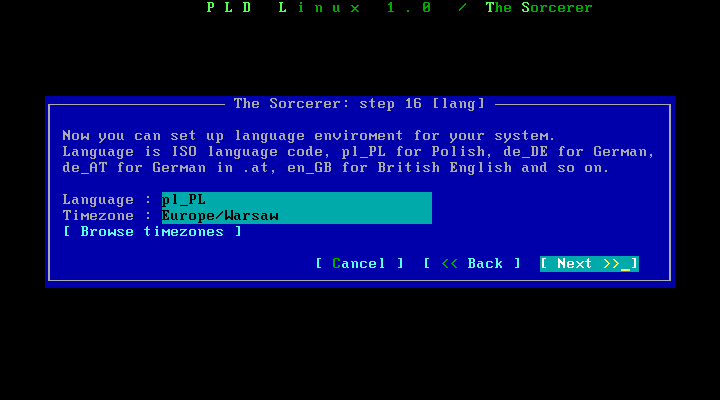 PLD Linux 1.0 / The Sorcerer
The Sorcerer: step 16 [lang]
Now you can set up language enviroment for your system.
Language is ISO language code, pl_PL for Polish, de_DE for German,
de_AT for German in .at, en_GB for British English and so on.
Language : pl_PL
Timezone : Europe/Warsaw
[ Browse timezones ]
[ Cancel ] [ << Back ] [ Next >>_]